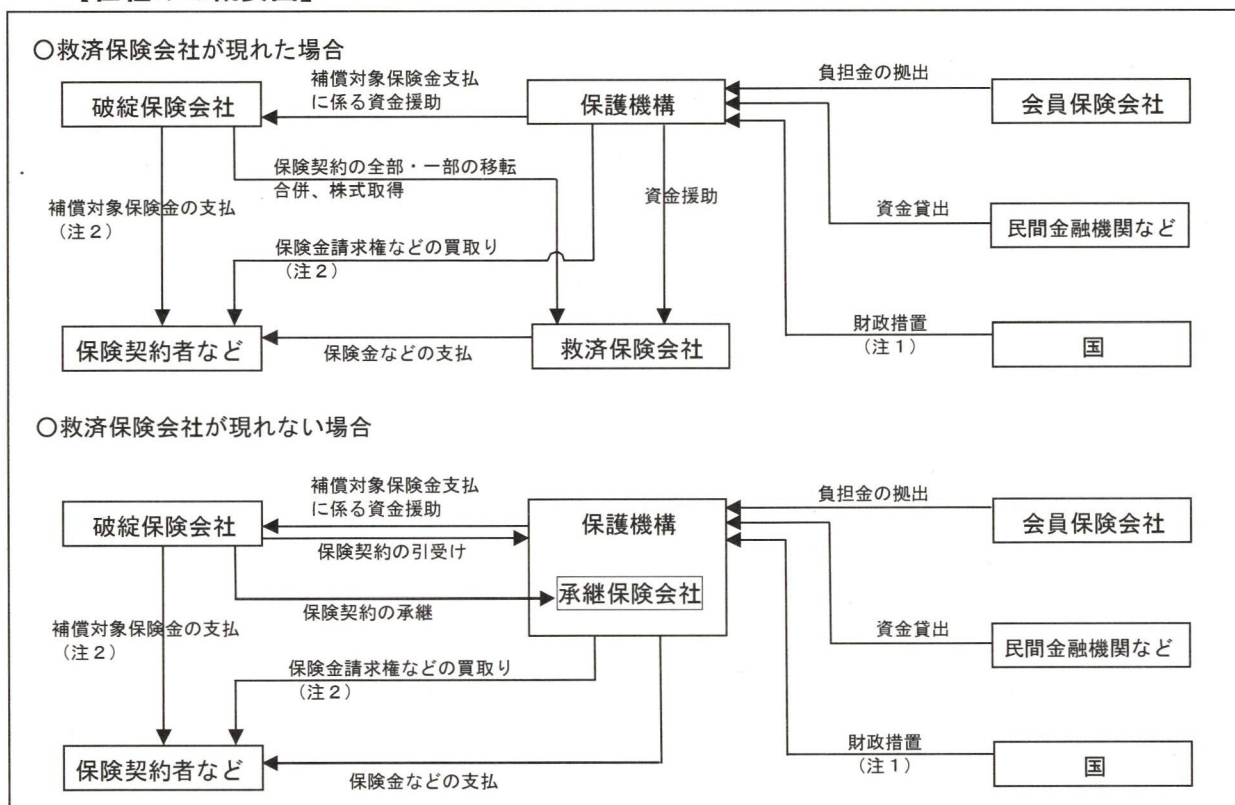 〇救済保険会社が現れた場合
破綻保険会社
補償対象保険金支払
に係る資金援助
保護機構
負担金の拠出
会員保険会社
保険契約の全部・一部の移転
合併、株式取得
補償対象保険金の支払
（注２）
資金援助
資金貸出
民間金融機関など
保険金請求権などの買取り
（注２）
保険契約者など
保険金などの支払
救済保険会社
財政措置
（注１）
国
〇救済保険会社が現れない場合
破綻保険会社
補償対象保険金支払
に係る資金援助
保険契約の引受け
保護機構
負担金の拠出
会員保険会社
承継保険会社
保険契約の承継
補償対象保険金の支払
（注２）
資金貸出
民間金融機関など
保険金請求権などの買取り
（注２）
保険契約者など
保険金などの支払
財政措置
（注１）
国